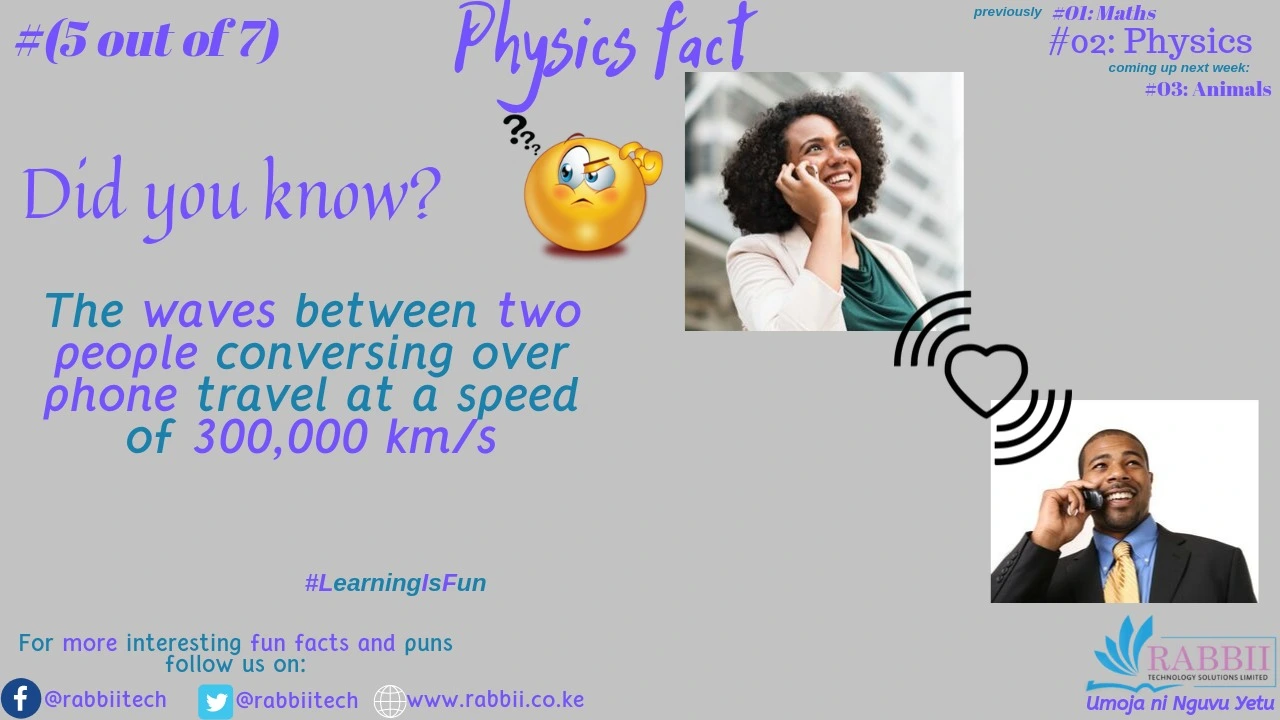 #(5 out of 7)
Physics fact
previously #01: Maths
#02: Physics
coming up next week:
#03: Animals
???
Did you know?
The waves between two
people conversing over
phone travel at a speed
of 300,000 km/s
#LearningIsFun
For more interesting fun facts and puns
follow us on:
@rabbiitech @rabbiitech www.rabbii.co.ke
RABBII
TECHNOLOGY SOLUTIONS LIMITED
Umoja ni Nguvu Yetu